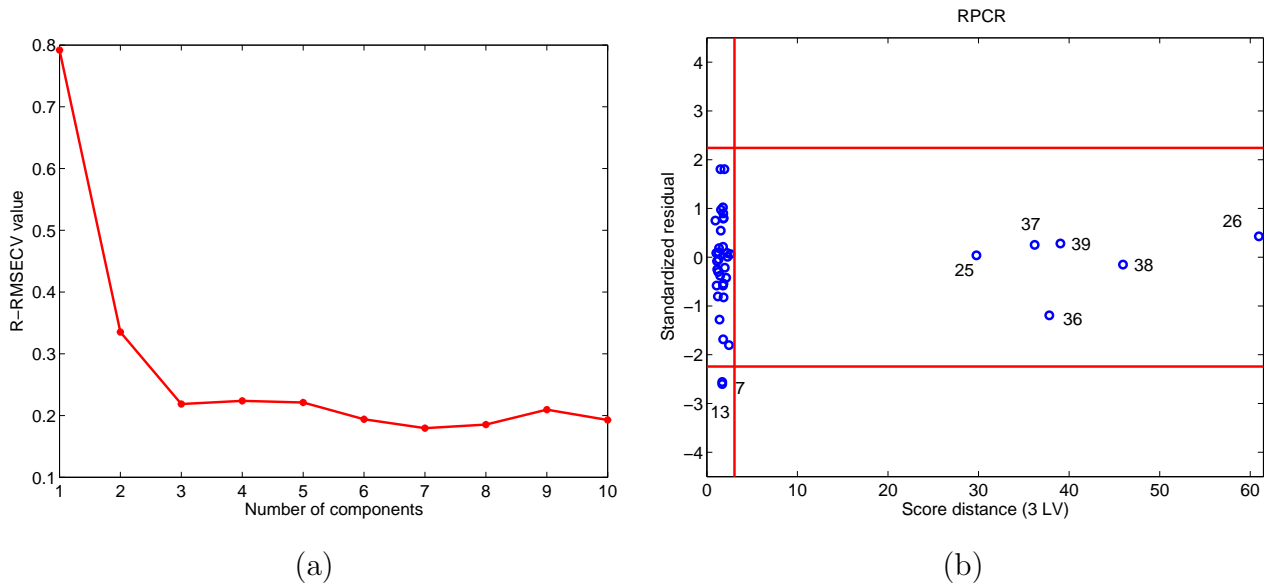 0.8
0.7
0.6
0.5
0.4
0.3
0.2
0.1
R−RMSECV value
1 2 3 4 5 6 7 8 9 10
Number of components
(a)
RPCR
4
3
2
1
0
−1
−2
−3
−4
Standardized residual
26
37
39
25
38
36
7
13
0 10 20 30 40 50 60
Score distance (3 LV)
(b)